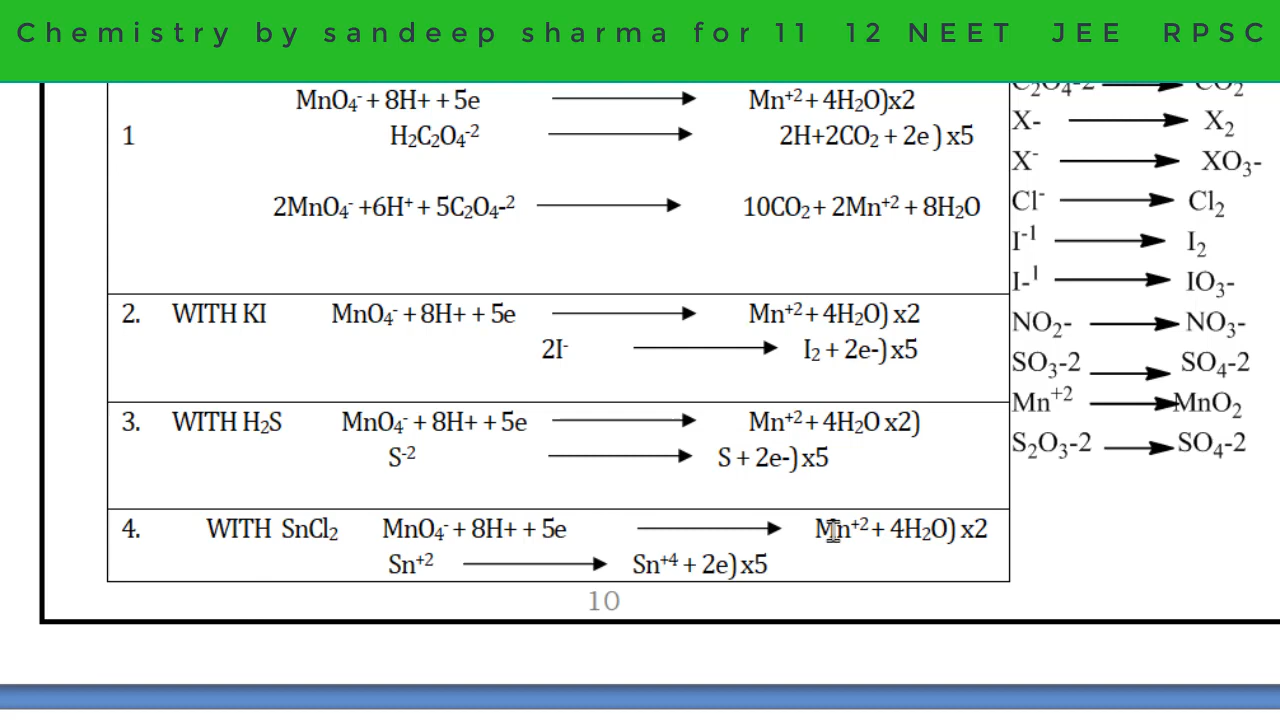 Chemistry by sandeep sharma for 11 12 NEET JEE RPSC
MnO4- + 8H+ + 5e ⟶ Mn+2 + 4H2O)x2
1 H2C2O4-2 ⟶ 2H+2CO2 + 2e ) x5
2MnO4- +6H+ + 5C2O4-2 ⟶ 10CO2 + 2Mn+2 + 8H2O
2. WITH KI MnO4- + 8H+ + 5e ⟶ Mn+2 + 4H2O) x2
2I- ⟶ I2 + 2e-) x5
3. WITH H2S MnO4- + 8H+ + 5e ⟶ Mn+2 + 4H2O x2)
S-2 ⟶ S + 2e-) x5
4. WITH SnCl2 MnO4- + 8H+ + 5e ⟶ Mn+2 + 4H2O) x2
Sn+2 ⟶ Sn+4 + 2e) x5
10
C2O4-2 ⟶ CO2
X- ⟶ X2
X- ⟶ XO3-
Cl- ⟶ Cl2
I-1 ⟶ I2
I-1 ⟶ IO3-
NO2- ⟶ NO3-
SO3-2 ⟶ SO4-2
Mn+2 ⟶ MnO2
S2O3-2 ⟶ SO4-2